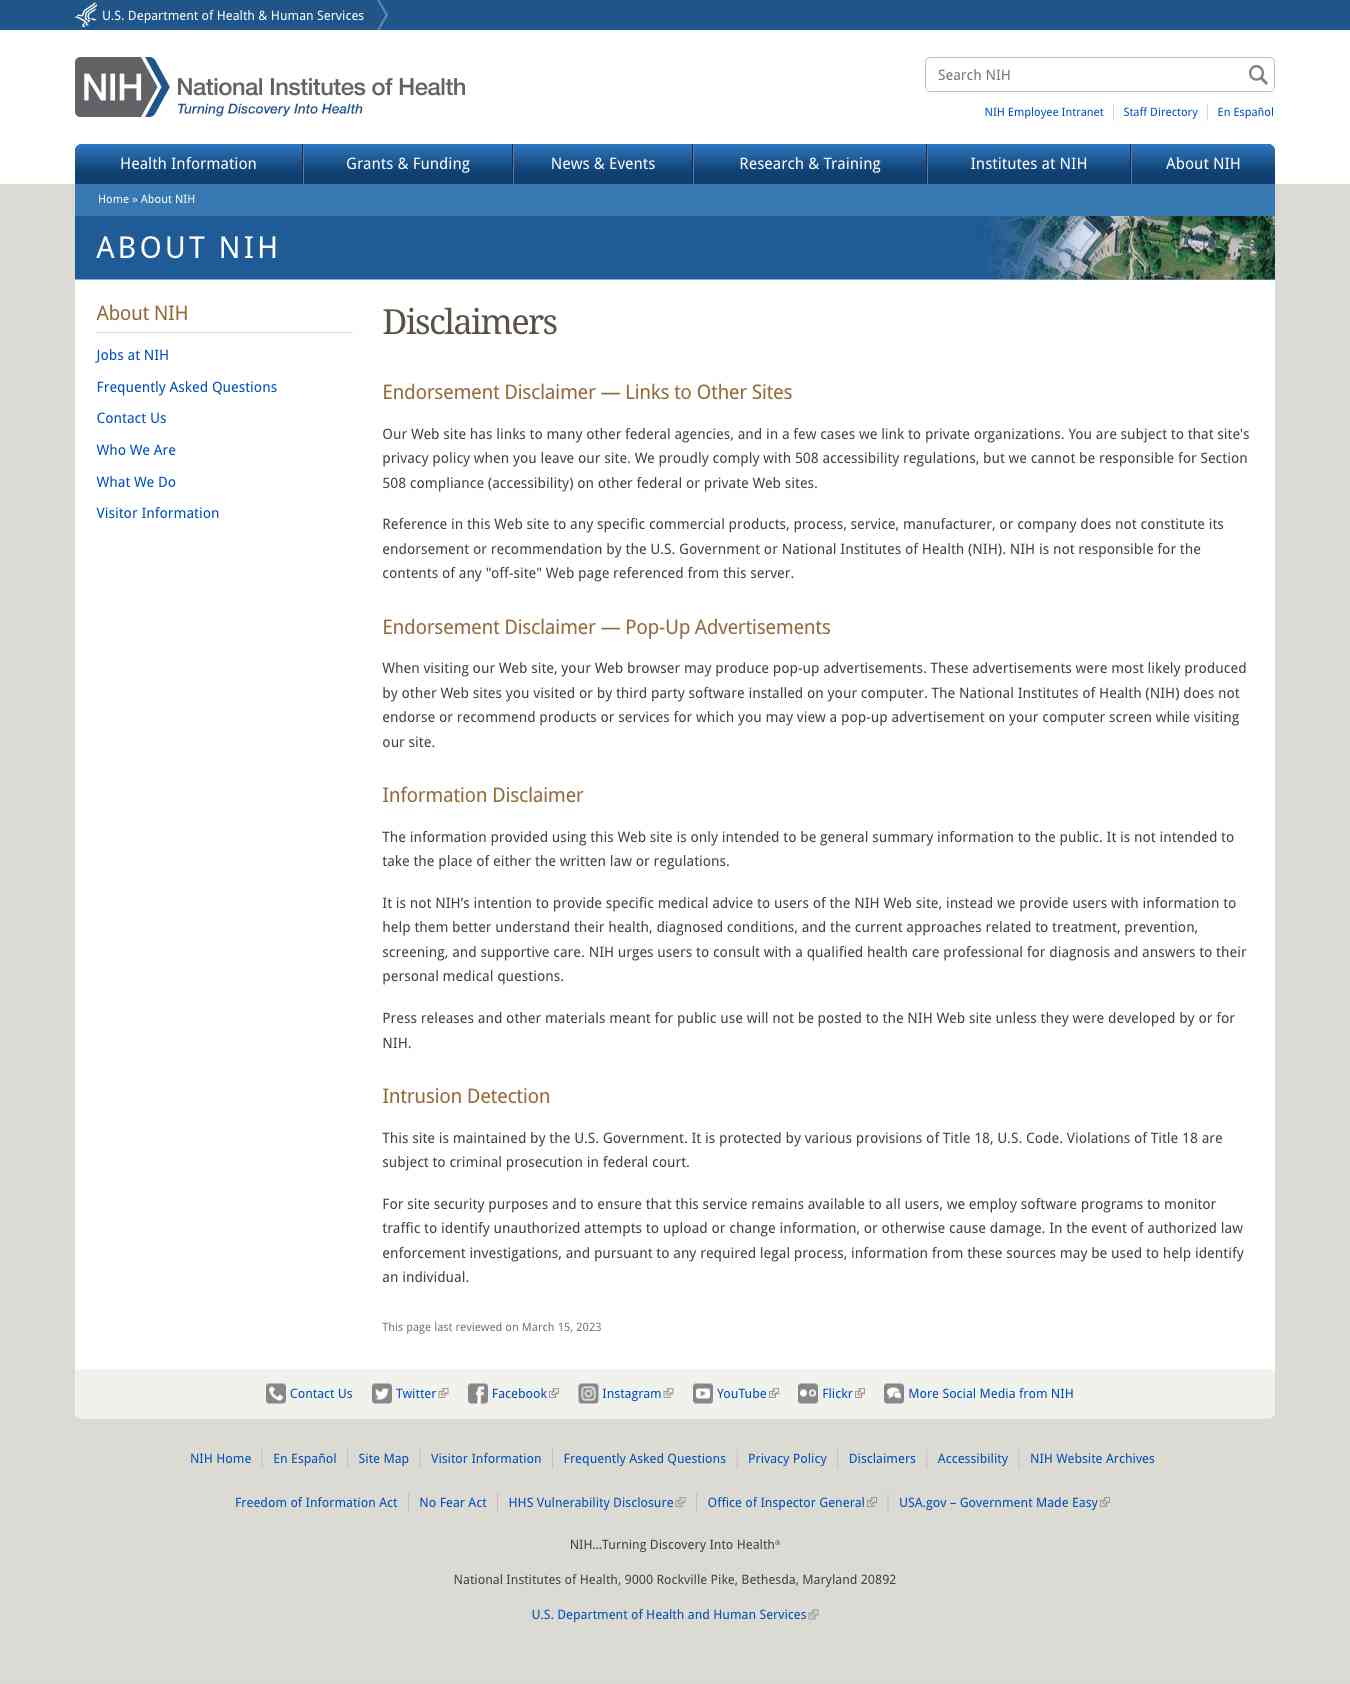 U.S. Department of Health & Human Services
NIH National Institutes of Health
Turning Discovery Into Health
Search NIH
NIH Employee Intranet
Staff Directory
En Español
Health Information
Grants & Funding
News & Events
Research & Training
Institutes at NIH
About NIH
Home » About NIH
ABOUT NIH
About NIH
Jobs at NIH
Frequently Asked Questions
Contact Us
Who We Are
What We Do
Visitor Information
Disclaimers
Endorsement Disclaimer — Links to Other Sites
Our Web site has links to many other federal agencies, and in a few cases we link to private organizations. You are subject to that site's
privacy policy when you leave our site. We proudly comply with 508 accessibility regulations, but we cannot be responsible for Section
508 compliance (accessibility) on other federal or private Web sites.
Reference in this Web site to any specific commercial products, process, service, manufacturer, or company does not constitute its
endorsement or recommendation by the U.S. Government or National Institutes of Health (NIH). NIH is not responsible for the
contents of any "off-site" Web page referenced from this server.
Endorsement Disclaimer — Pop-Up Advertisements
When visiting our Web site, your Web browser may produce pop-up advertisements. These advertisements were most likely produced
by other Web sites you visited or by third party software installed on your computer. The National Institutes of Health (NIH) does not
endorse or recommend products or services for which you may view a pop-up advertisement on your computer screen while visiting
our site.
Information Disclaimer
The information provided using this Web site is only intended to be general summary information to the public. It is not intended to
take the place of either the written law or regulations.
It is not NIH's intention to provide specific medical advice to users of the NIH Web site, instead we provide users with information to
help them better understand their health, diagnosed conditions, and the current approaches related to treatment, prevention,
screening, and supportive care. NIH urges users to consult with a qualified health care professional for diagnosis and answers to their
personal medical questions.
Press releases and other materials meant for public use will not be posted to the NIH Web site unless they were developed by or for
NIH.
Intrusion Detection
This site is maintained by the U.S. Government. It is protected by various provisions of Title 18, U.S. Code. Violations of Title 18 are
subject to criminal prosecution in federal court.
For site security purposes and to ensure that this service remains available to all users, we employ software programs to monitor
traffic to identify unauthorized attempts to upload or change information, or otherwise cause damage. In the event of authorized law
enforcement investigations, and pursuant to any required legal process, information from these sources may be used to help identify
an individual.
This page last reviewed on March 15, 2023
Contact Us
Twitter
Facebook
Instagram
YouTube
Flickr
More Social Media from NIH
NIH Home
En Español
Site Map
Visitor Information
Frequently Asked Questions
Privacy Policy
Disclaimers
Accessibility
NIH Website Archives
Freedom of Information Act
No Fear Act
HHS Vulnerability Disclosure
Office of Inspector General
USA.gov – Government Made Easy
NIH…Turning Discovery Into Health®
National Institutes of Health, 9000 Rockville Pike, Bethesda, Maryland 20892
U.S. Department of Health and Human Services